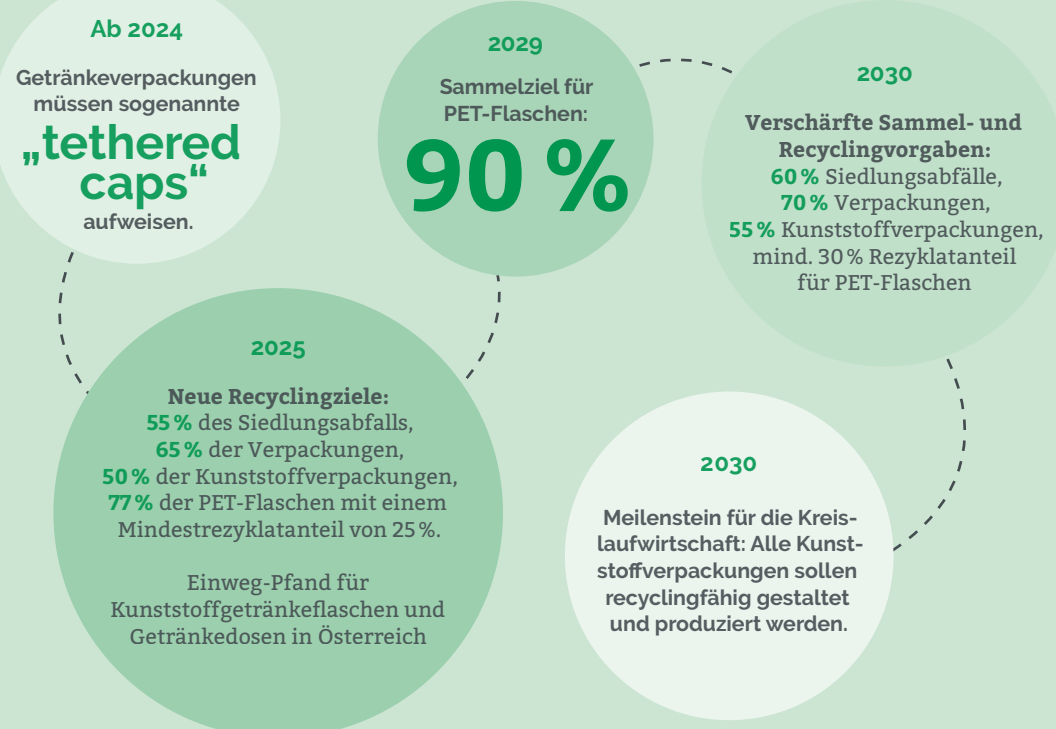 Ab 2024
Getränkeverpackungen
müssen sogenannte
„tethered
caps“
aufweisen.
2025
Neue Recyclingziele:
55 % des Siedlungsabfalls,
65 % der Verpackungen,
50 % der Kunststoffverpackungen,
77 % der PET-Flaschen mit einem
Mindestrezyklatanteil von 25 %.
Einweg-Pfand für
Kunststoffgetränkeflaschen und
Getränkedosen in Österreich
2029
Sammelziel für
PET-Flaschen:
90 %
2030
Verschärfte Sammel- und
Recyclingvorgaben:
60 % Siedlungsabfälle,
70 % Verpackungen,
55 % Kunststoffverpackungen,
mind. 30 % Rezyklatanteil
für PET-Flaschen
2030
Meilenstein für die Kreis-
laufwirtschaft: Alle Kunst-
stoffverpackungen sollen
recyclingfähig gestaltet
und produziert werden.